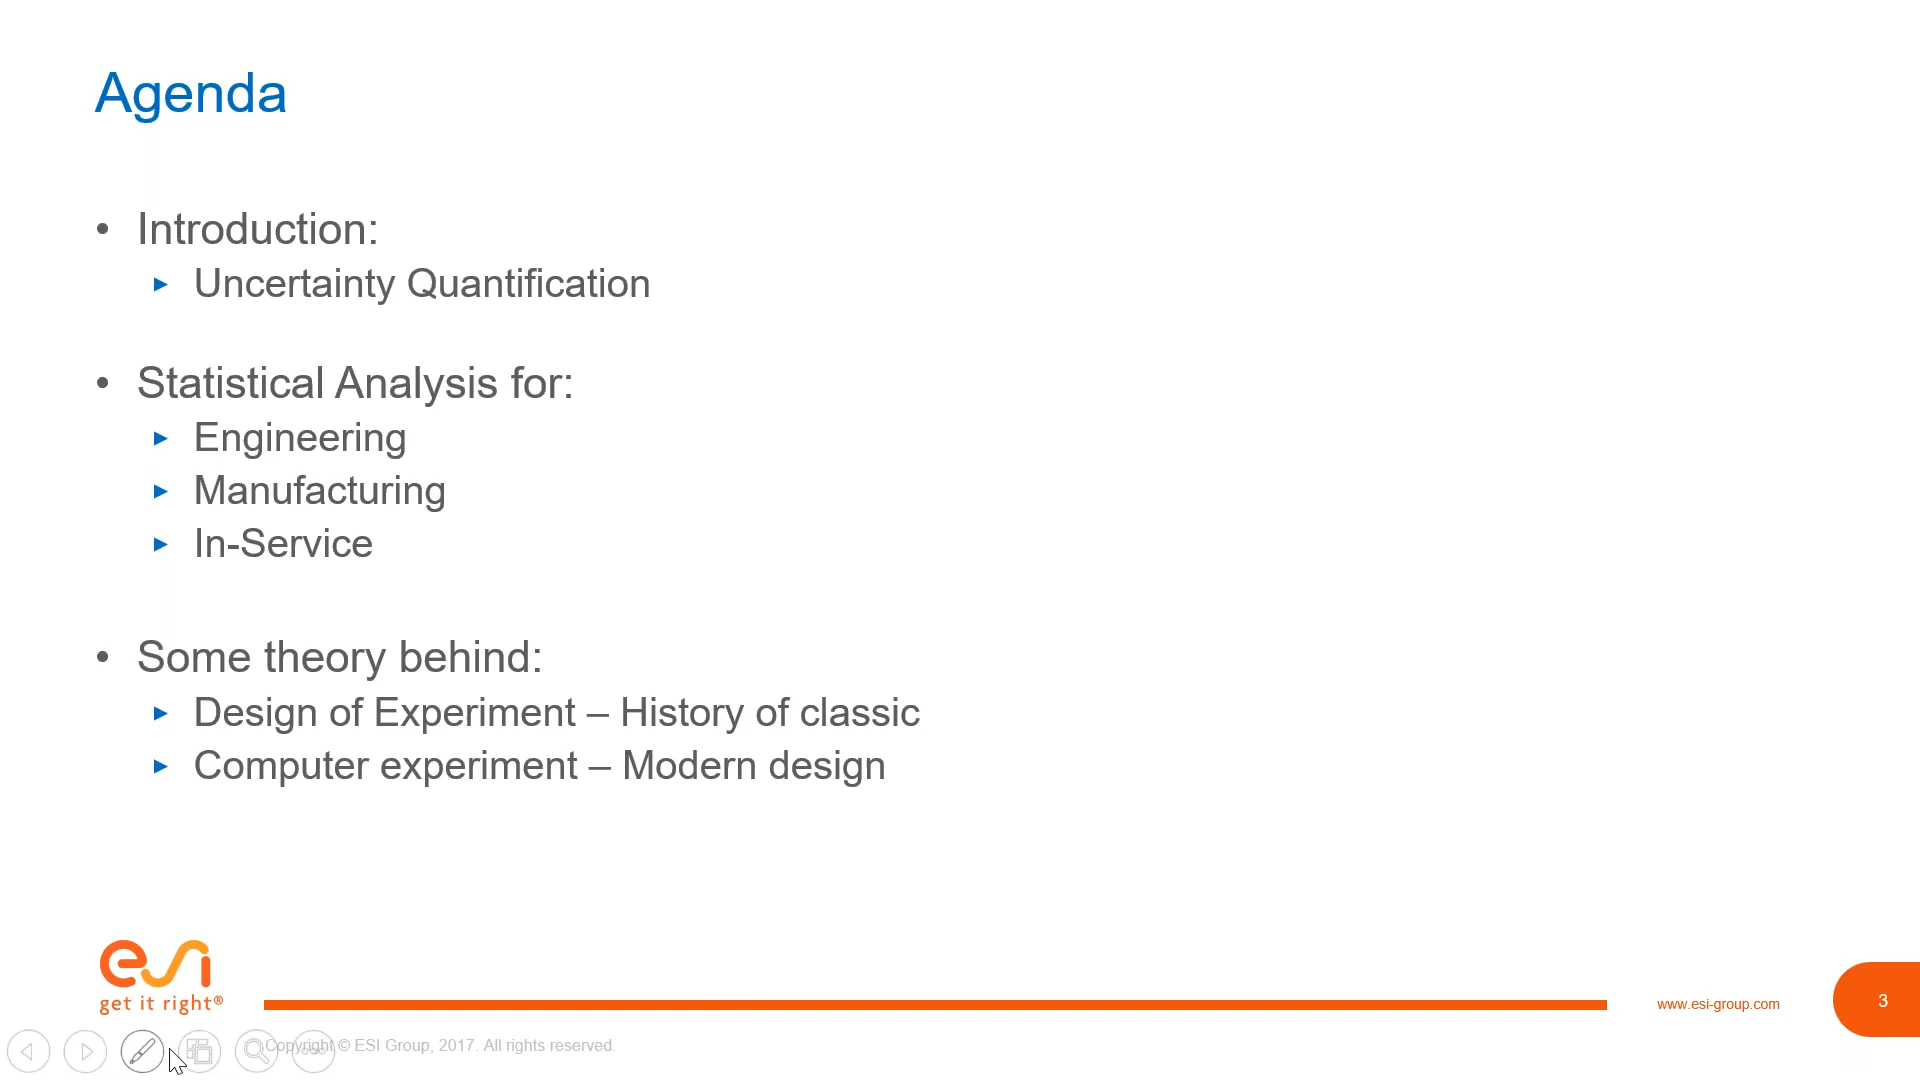 Agenda
• Introduction:
▸ Uncertainty Quantification
• Statistical Analysis for:
▸ Engineering
▸ Manufacturing
▸ In-Service
• Some theory behind:
▸ Design of Experiment – History of classic
▸ Computer experiment – Modern design
esi
get it right®
www.esi-group.com
3
Copyright © ESI Group, 2017. All rights reserved.